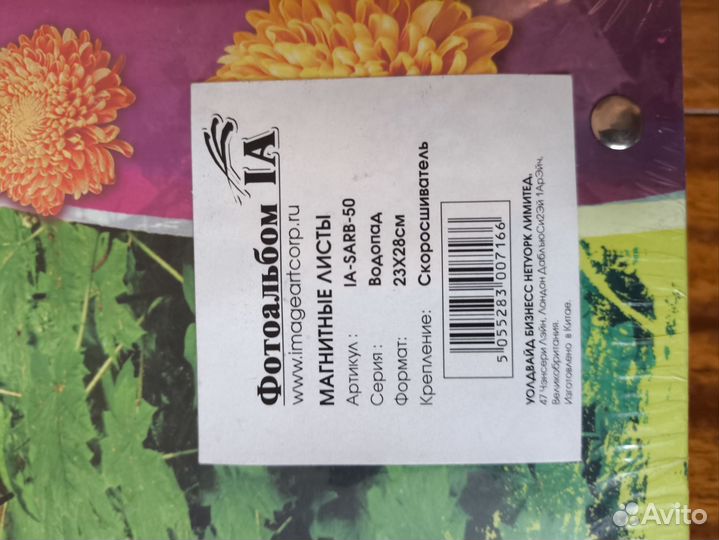 Фотоальбом IA
www.imageartcorp.ru
МАГНИТНЫЕ ЛИСТЫ
Артикул: IA-SARB-50
Серия: Водопад
Формат: 23X28см
Крепление: Скоросшиватель
5 055283 007166
УОЛДВАЙД БИЗНЕСС НЕТУОРК ЛИМИТЕД,
47 Чансери Лэйн, Лондон ДаблъюСи2Эй 1АрЭйч,
Великобритания.
Изготовлено в Китае.
Avito